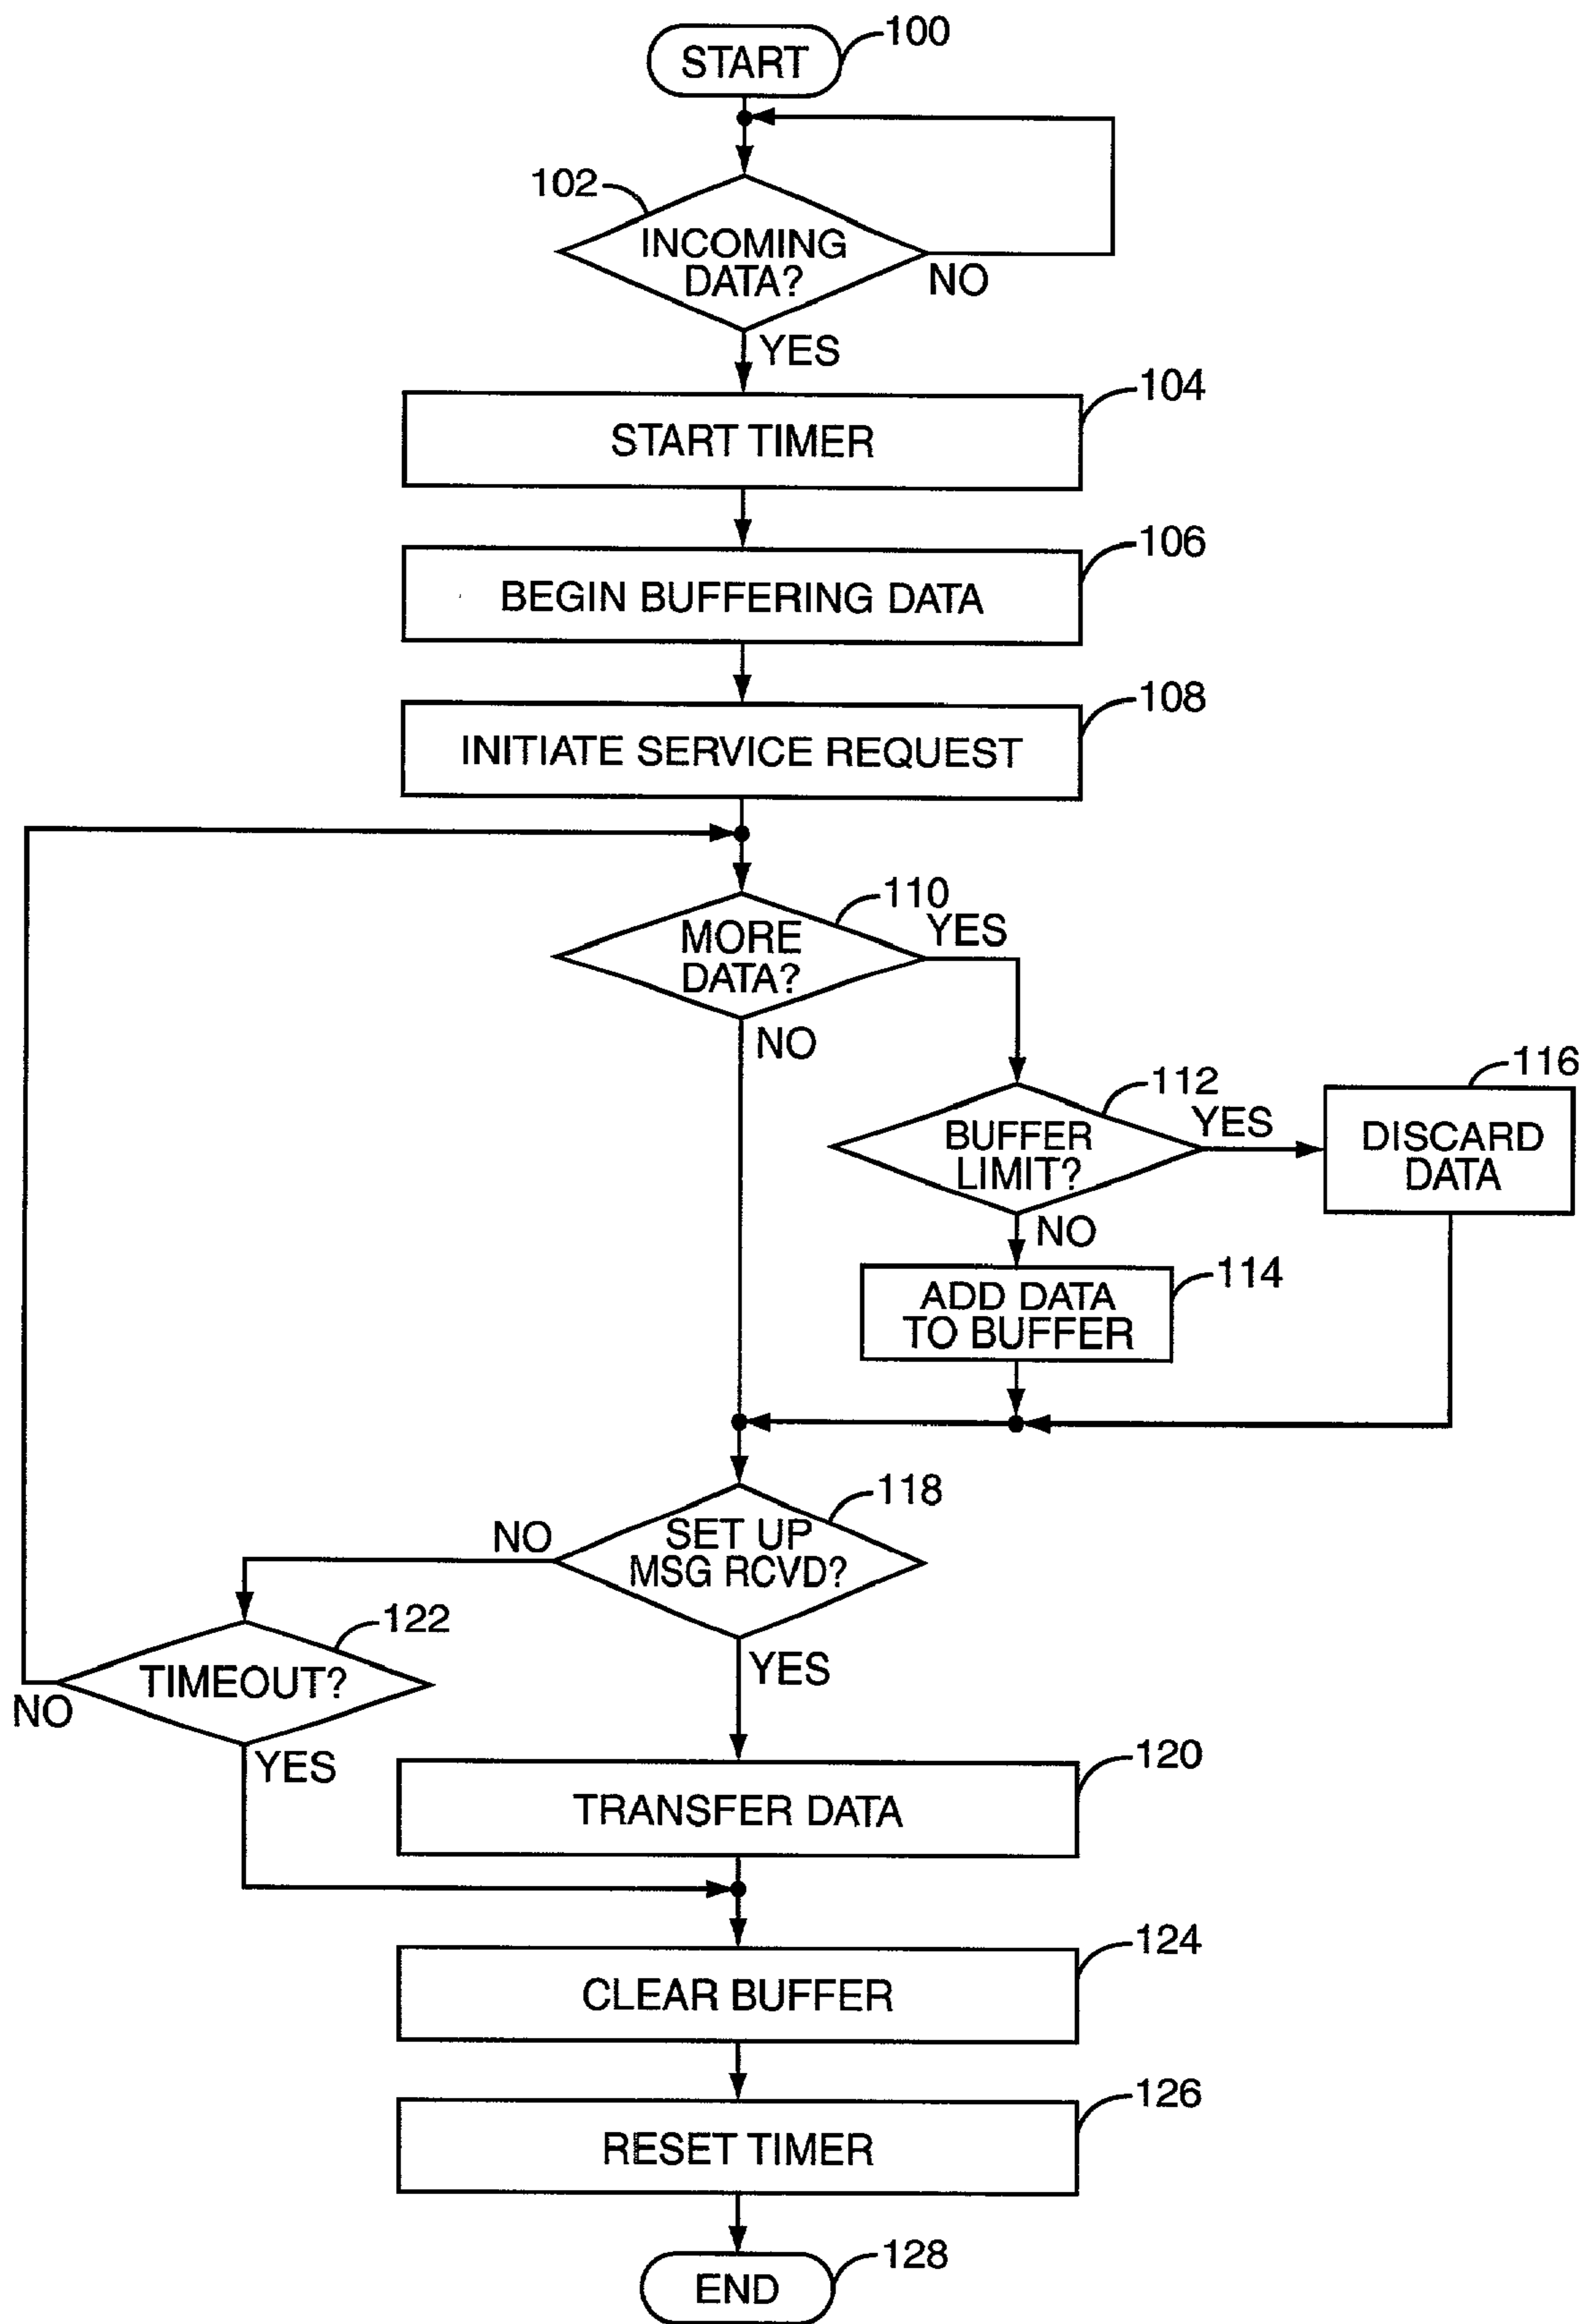 START
100
102
INCOMING
DATA?
NO
YES
104
START TIMER
106
BEGIN BUFFERING DATA
108
INITIATE SERVICE REQUEST
110
MORE
DATA?
YES
NO
112
BUFFER
LIMIT?
YES
116
DISCARD
DATA
NO
114
ADD DATA
TO BUFFER
118
SET UP
MSG RCVD?
NO
YES
122
TIMEOUT?
NO
YES
120
TRANSFER DATA
124
CLEAR BUFFER
126
RESET TIMER
128
END